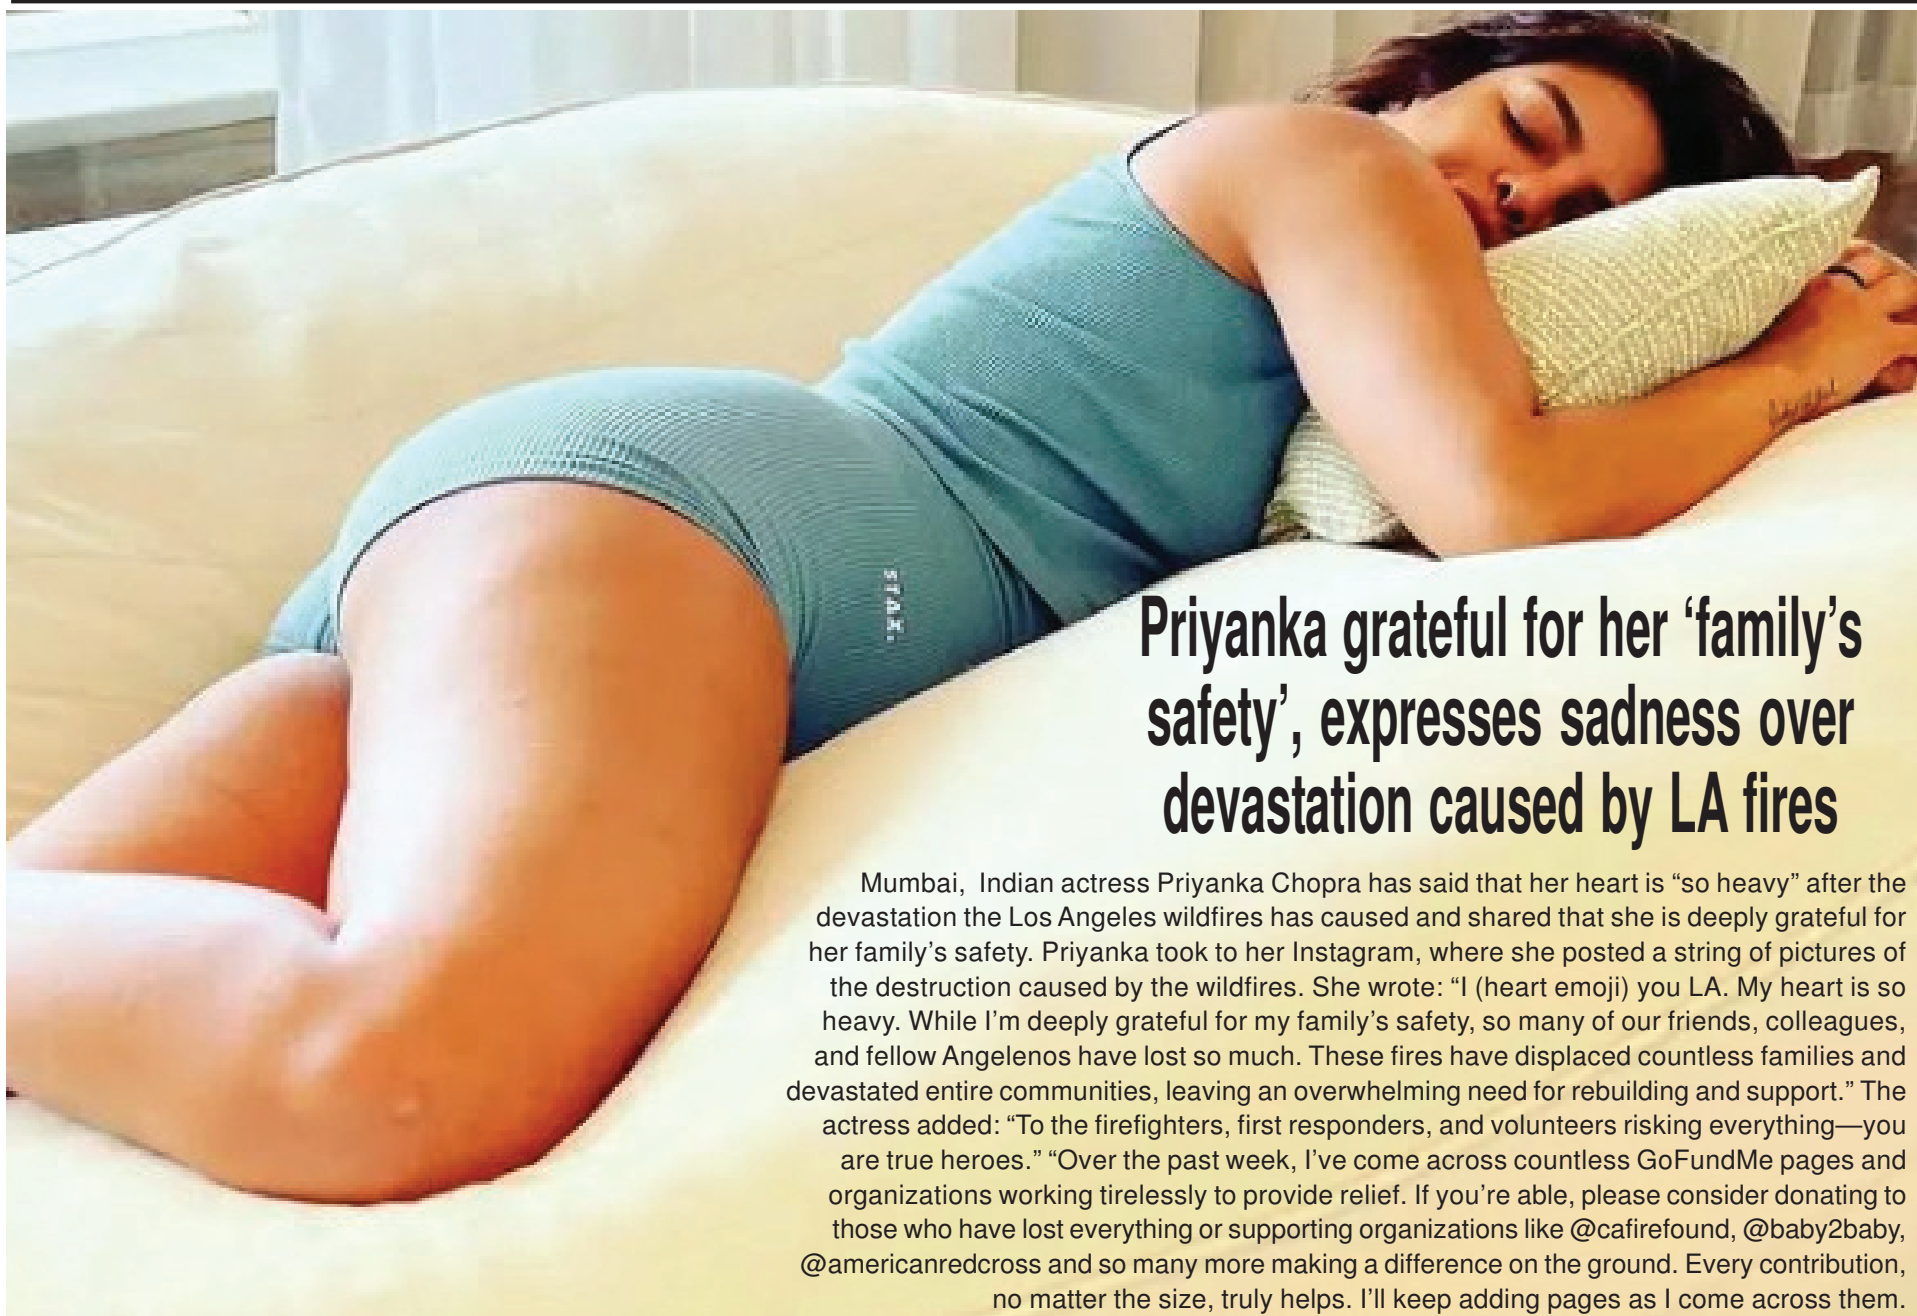 STAX.
Priyanka grateful for her ‘family’s
safety’, expresses sadness over
devastation caused by LA fires
Mumbai, Indian actress Priyanka Chopra has said that her heart is “so heavy” after the
devastation the Los Angeles wildfires has caused and shared that she is deeply grateful for
her family’s safety. Priyanka took to her Instagram, where she posted a string of pictures of
the destruction caused by the wildfires. She wrote: “I (heart emoji) you LA. My heart is so
heavy. While I’m deeply grateful for my family’s safety, so many of our friends, colleagues,
and fellow Angelenos have lost so much. These fires have displaced countless families and
devastated entire communities, leaving an overwhelming need for rebuilding and support.” The
actress added: “To the firefighters, first responders, and volunteers risking everything—you
are true heroes.” “Over the past week, I’ve come across countless GoFundMe pages and
organizations working tirelessly to provide relief. If you’re able, please consider donating to
those who have lost everything or supporting organizations like @cafirefound, @baby2baby,
@americanredcross and so many more making a difference on the ground. Every contribution,
no matter the size, truly helps. I’ll keep adding pages as I come across them.